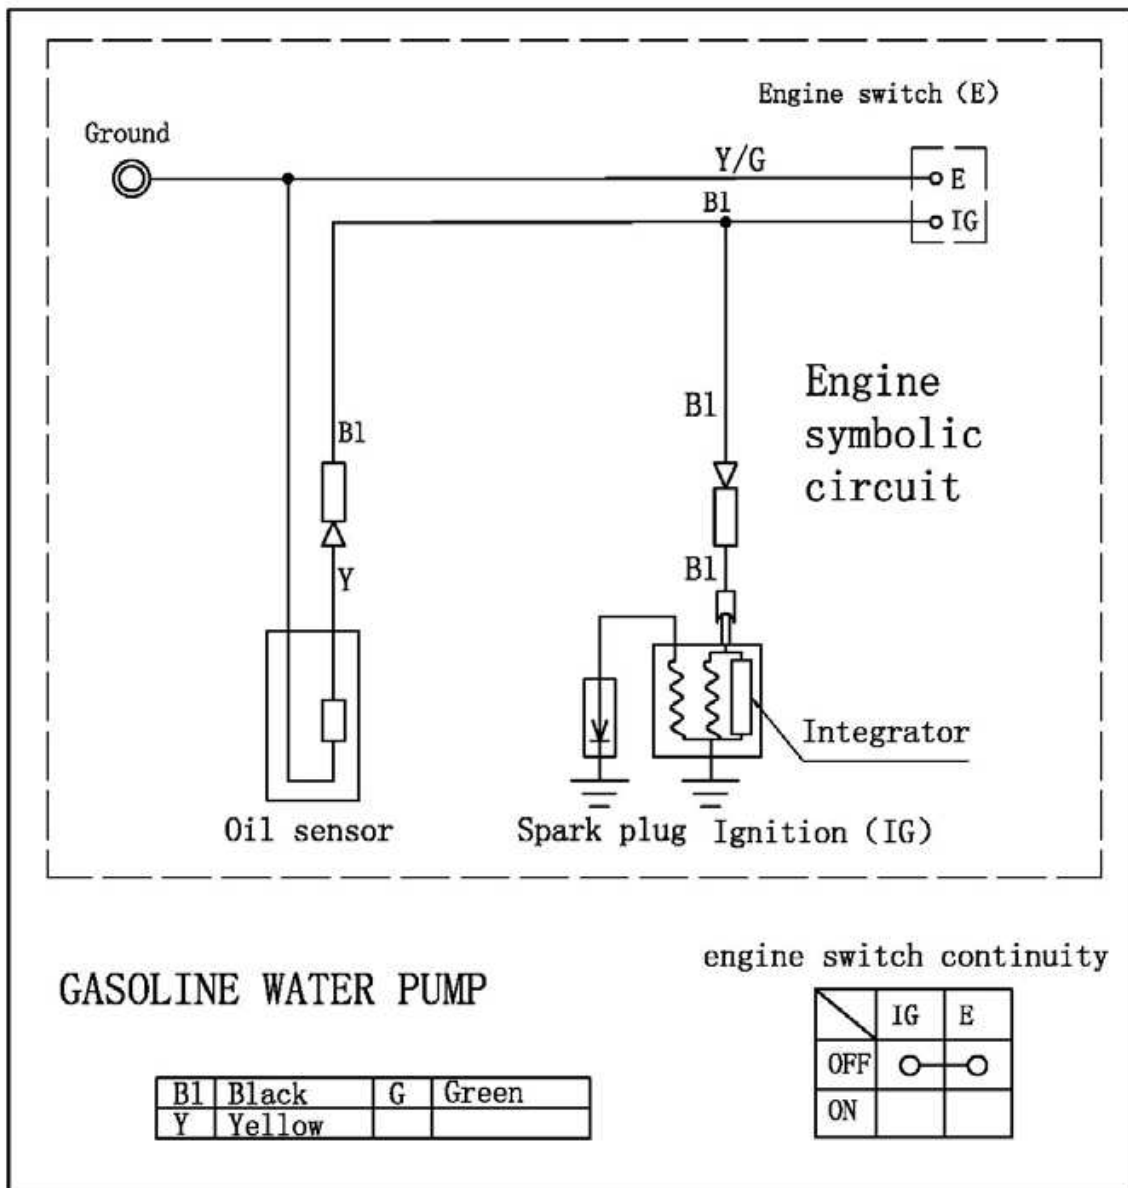 Engine switch (E)
Ground
Y/G
E
Bl
IG
Engine
symbolic
circuit
Bl
Bl
Y
Bl
Integrator
Oil sensor
Spark plug
Ignition (IG)
engine switch continuity
GASOLINE WATER PUMP
IG E
OFF
ON
Bl Black G Green
Y Yellow